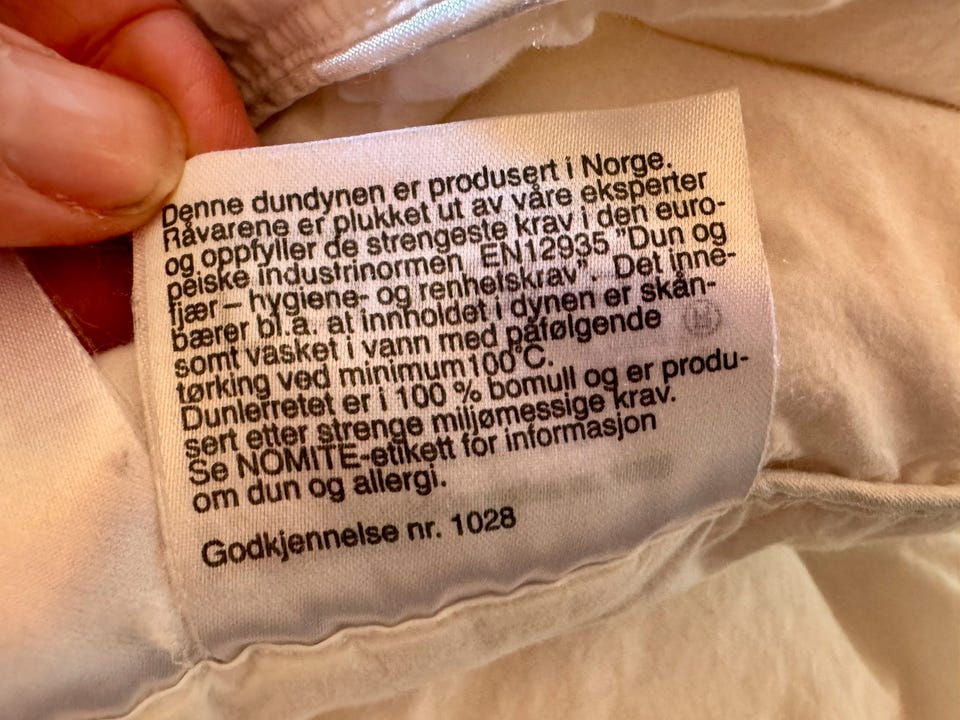 Denne dundynen er produsert i Norge.
Råvarene er plukket ut av våre eksperter
og oppfyller de strengeste krav i den euro-
peiske industrinormen EN12935 "Dun og
fjær – hygiene- og renhetskrav". Det inne-
bærer bl.a. at innholdet i dynen er skån-
somt vasket i vann med påfølgende
tørking ved minimum 100°C.
Dunlerretet er i 100 % bomull og er produ-
sert etter strenge miljømessige krav.
Se NOMITE-etikett for informasjon
om dun og allergi.
Godkjennelse nr. 1028